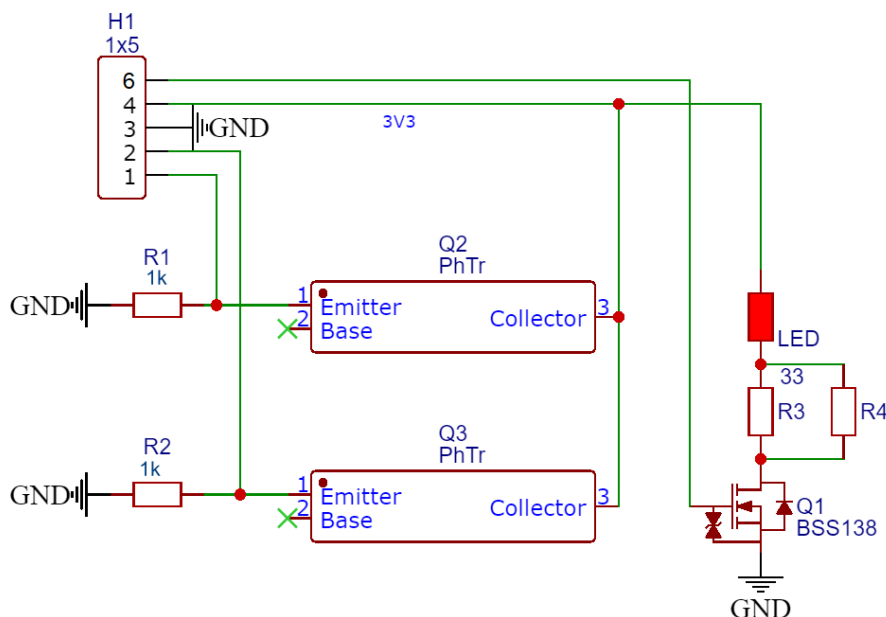 H1
1x5
6
4
3
2
1
GND
3V3
R1
1k
GND
Q2
PhTr
1
2
Emitter
Base
Collector
3
LED
33
R3
R4
R2
1k
GND
Q3
PhTr
1
2
Emitter
Base
Collector
3
Q1
BSS138
GND